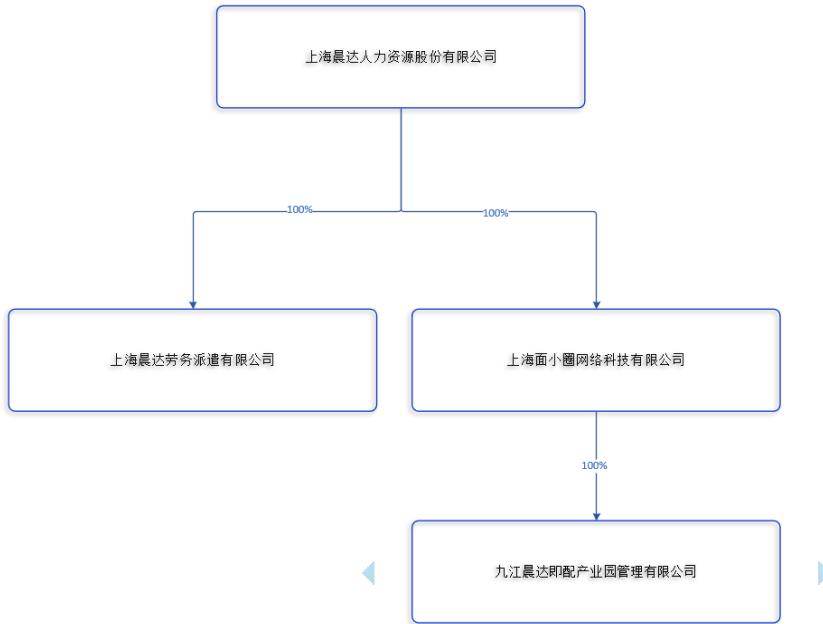 上海晨达人力资源股份有限公司
100%
100%
上海晨达劳务派遣有限公司
上海面小圈网络科技有限公司
100%
九江晨达即配产业园管理有限公司